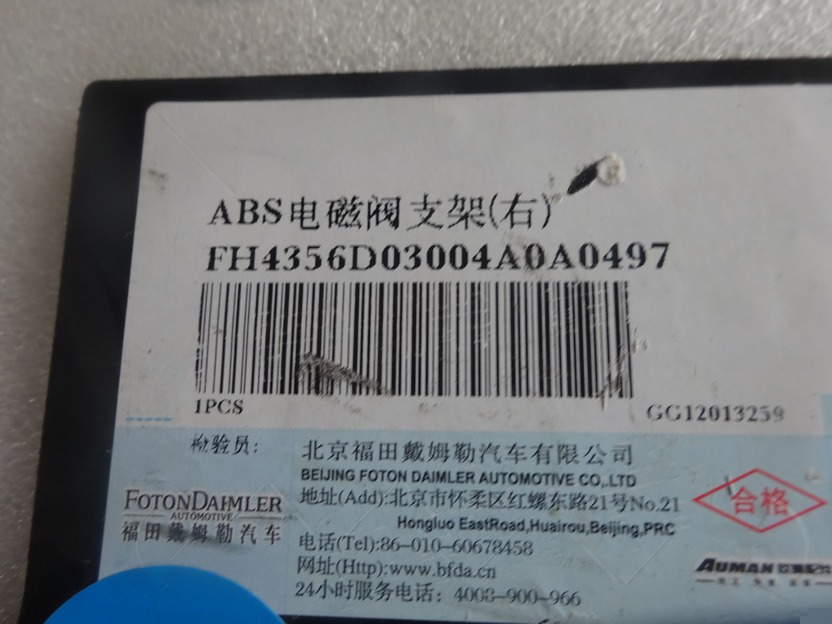 ABS电磁阀支架(右)
FH4356D03004A0A0497
1PCS
GG12013259
检验员:
北京福田戴姆勒汽车有限公司
BEIJING FOTON DAIMLER AUTOMOTIVE CO,.LTD
地址(Add):北京市怀柔区红螺东路21号No.21
Hongluo EastRoad,Huairou,Beijing,PRC
合格
FOTONDAIMLER
AUTOMOTIVE
福田戴姆勒汽车
电话(Tel):86-010-60678458
网址(Http):www.bfda.cn
24小时服务电话: 4008-900-966
AUMAN